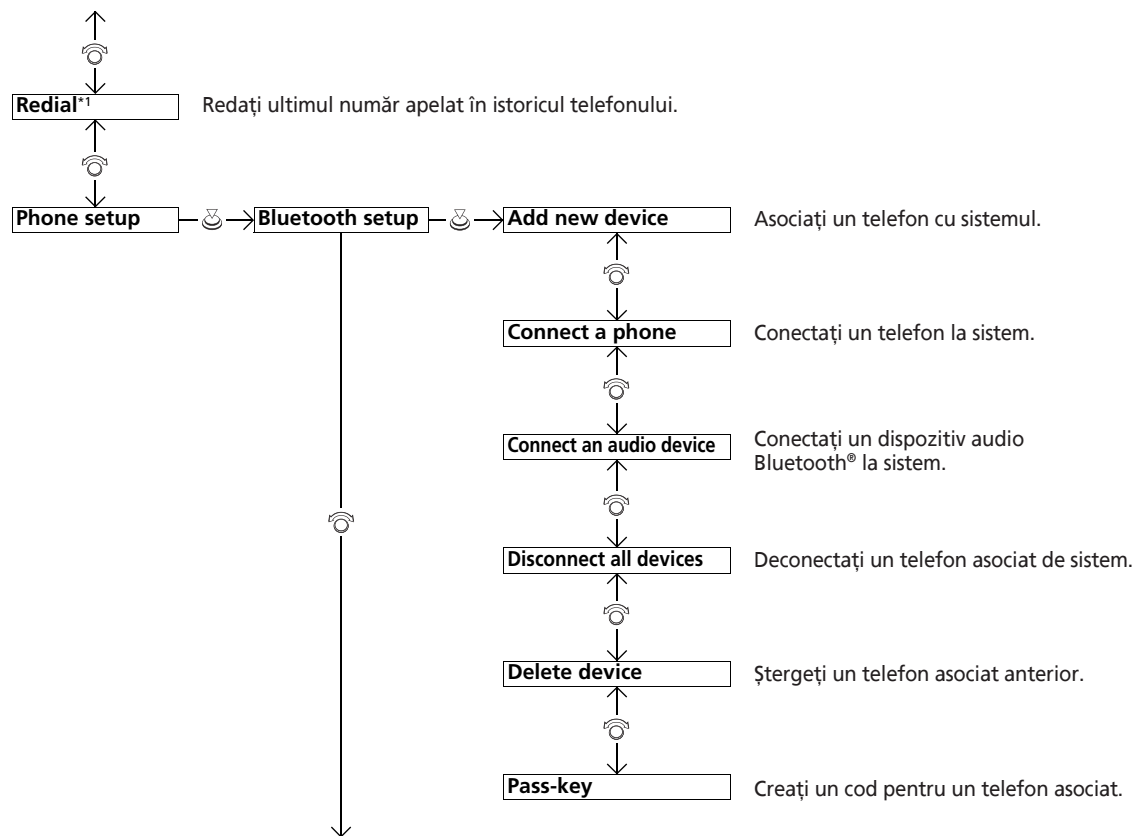 Redial*1 Redați ultimul număr apelat în istoricul telefonului.
Phone setup Bluetooth setup Add new device Asociați un telefon cu sistemul.
Connect a phone Conectați un telefon la sistem.
Connect an audio device Conectați un dispozitiv audio
Bluetooth® la sistem.
Disconnect all devices Deconectați un telefon asociat de sistem.
Delete device Ștergeți un telefon asociat anterior.
Pass-key Creați un cod pentru un telefon asociat.